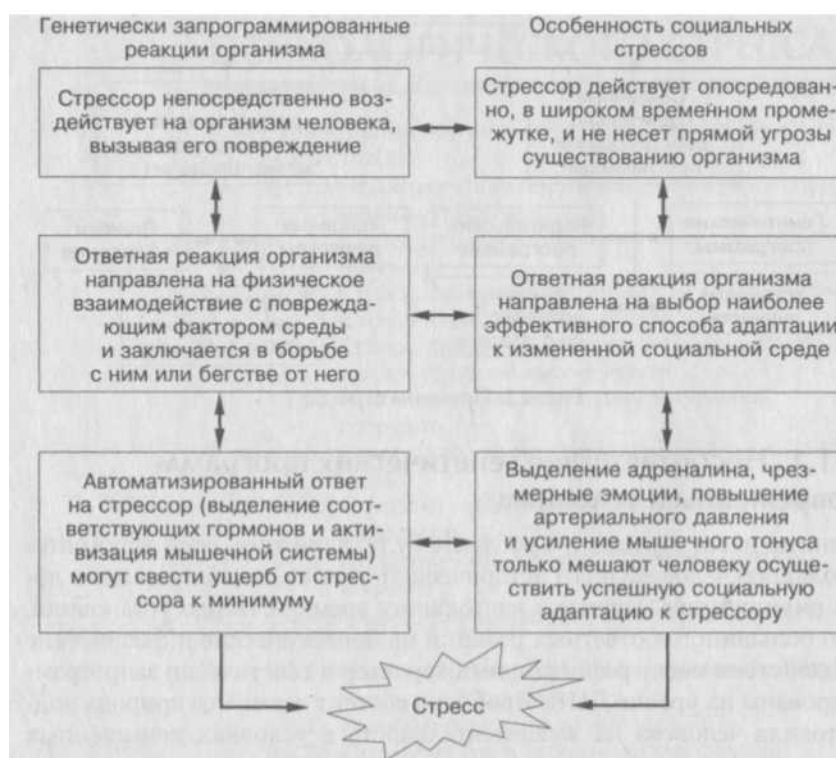 Генетически запрограммированные
реакции организма
Особенность социальных
стрессов
Стрессор непосредственно воз-
действует на организм человека,
вызывая его повреждение
Стрессор действует опосредован-
но, в широком временном проме-
жутке, и не несет прямой угрозы
существованию организма
Ответная реакция организма
направлена на физическое
взаимодействие с повреждa-
ющим фактором среды
и заключается в борьбе
с ним или бегстве от него
Ответная реакция организма
направлена на выбор наиболее
эффективного способа адаптации
к измененной социальной среде
Автоматизированный ответ
на стрессор (выделение соот-
ветствующих гормонов и акти-
визация мышечной системы)
могут свести ущерб от стрес-
сора к минимуму
Выделение адреналина, чрез-
мерные эмоции, повышение
артериального давления
и усиление мышечного тонуса
только мешают человеку осуще-
ствить успешную социальную
адаптацию к стрессору
Стресс